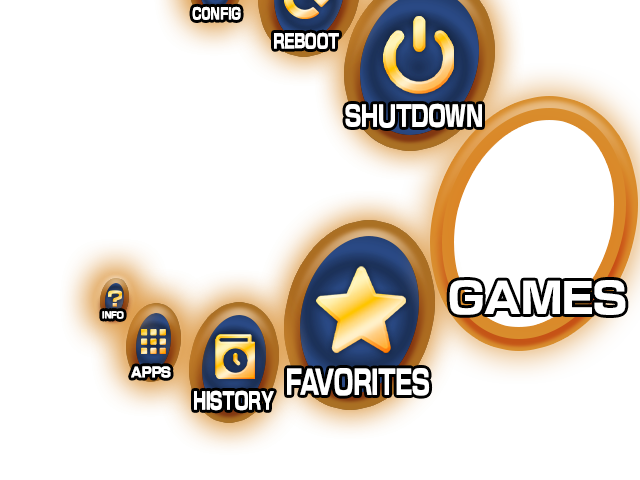 CONFIG
REBOOT
SHUTDOWN
GAMES
INFO
APPS
HISTORY
FAVORITES